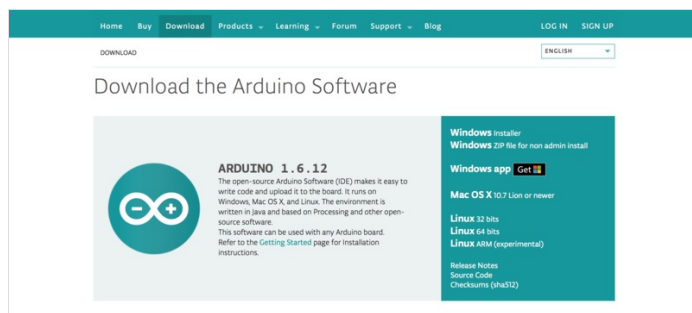 Home Buy Download Products Learning Forum Support Blog LOG IN SIGN UP
DOWNLOAD
ENGLISH
Download the Arduino Software
ARDUINO 1.6.12
The open-source Arduino Software (IDE) makes it easy to
write code and upload it to the board. It runs on
Windows, Mac OS X, and Linux. The environment is
written in Java and based on Processing and other open-
source software.
This software can be used with any Arduino board.
Refer to the Getting Started page for Installation
instructions.
Windows Installer
Windows ZIP file for non admin install
Windows app Get
Mac OS X 10.7 Lion or newer
Linux 32 bits
Linux 64 bits
Linux ARM (experimental)
Release Notes
Source Code
Checksums (sha512)